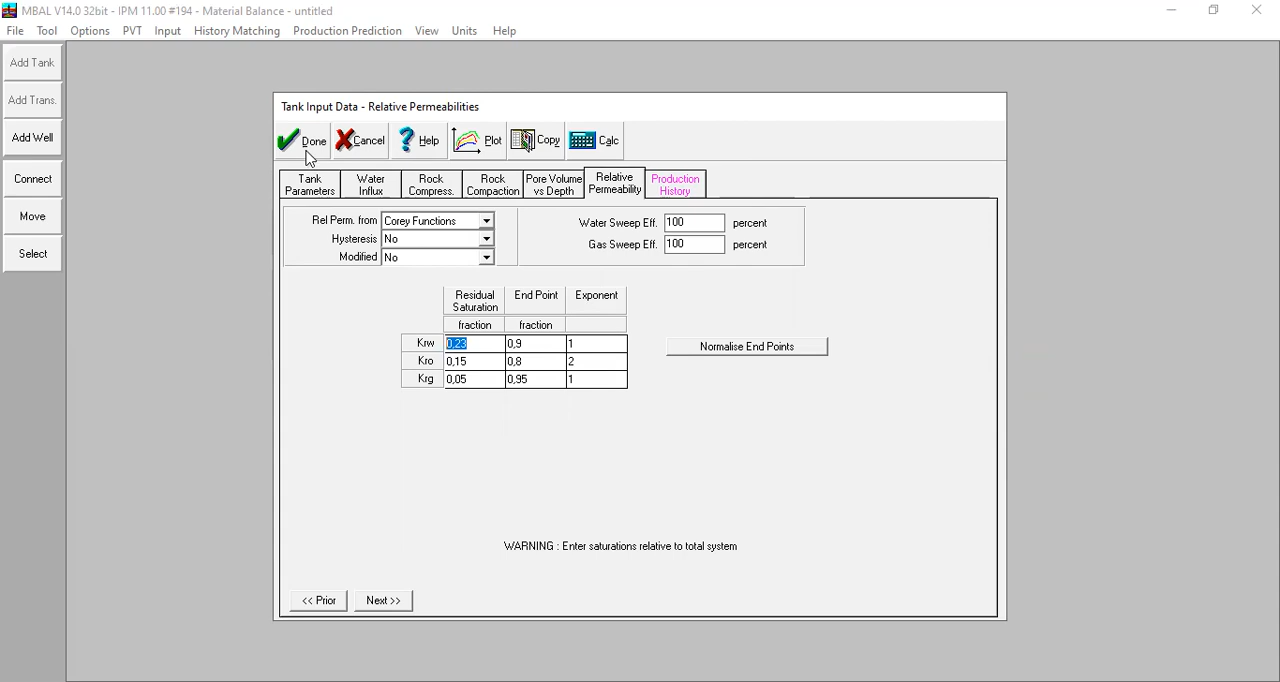 MBAL V14.0 32bit - IPM 11.00 #194 - Material Balance - untitled
File Tool Options PVT Input History Matching Production Prediction View Units Help
Add Tank
Add Trans.
Add Well
Connect
Move
Select
Tank Input Data - Relative Permeabilities
Done Cancel Help Plot Copy Calc
Tank Parameters
Water Influx
Rock Compress.
Rock Compaction
Pore Volume vs Depth
Relative Permeability
Production History
Rel Perm. from Corey Functions
Hysteresis No
Modified No
Water Sweep Eff. 100 percent
Gas Sweep Eff. 100 percent
Residual Saturation End Point Exponent
fraction fraction
Krw 0,23 0,9 1
Kro 0,15 0,8 2
Krg 0,05 0,95 1
Normalise End Points
WARNING : Enter saturations relative to total system
<< Prior Next >>